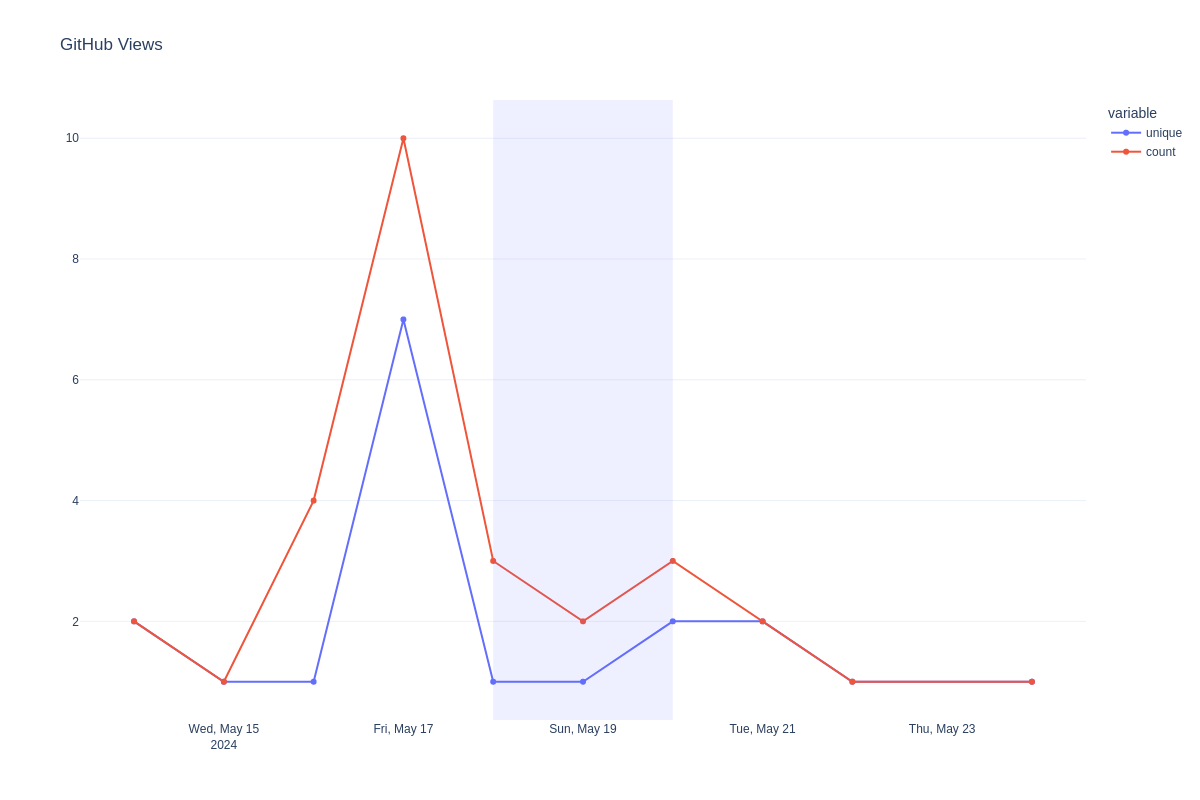 GitHub Views
variable
unique
count
10
8
6
4
2
Wed, May 15
2024
Fri, May 17
Sun, May 19
Tue, May 21
Thu, May 23